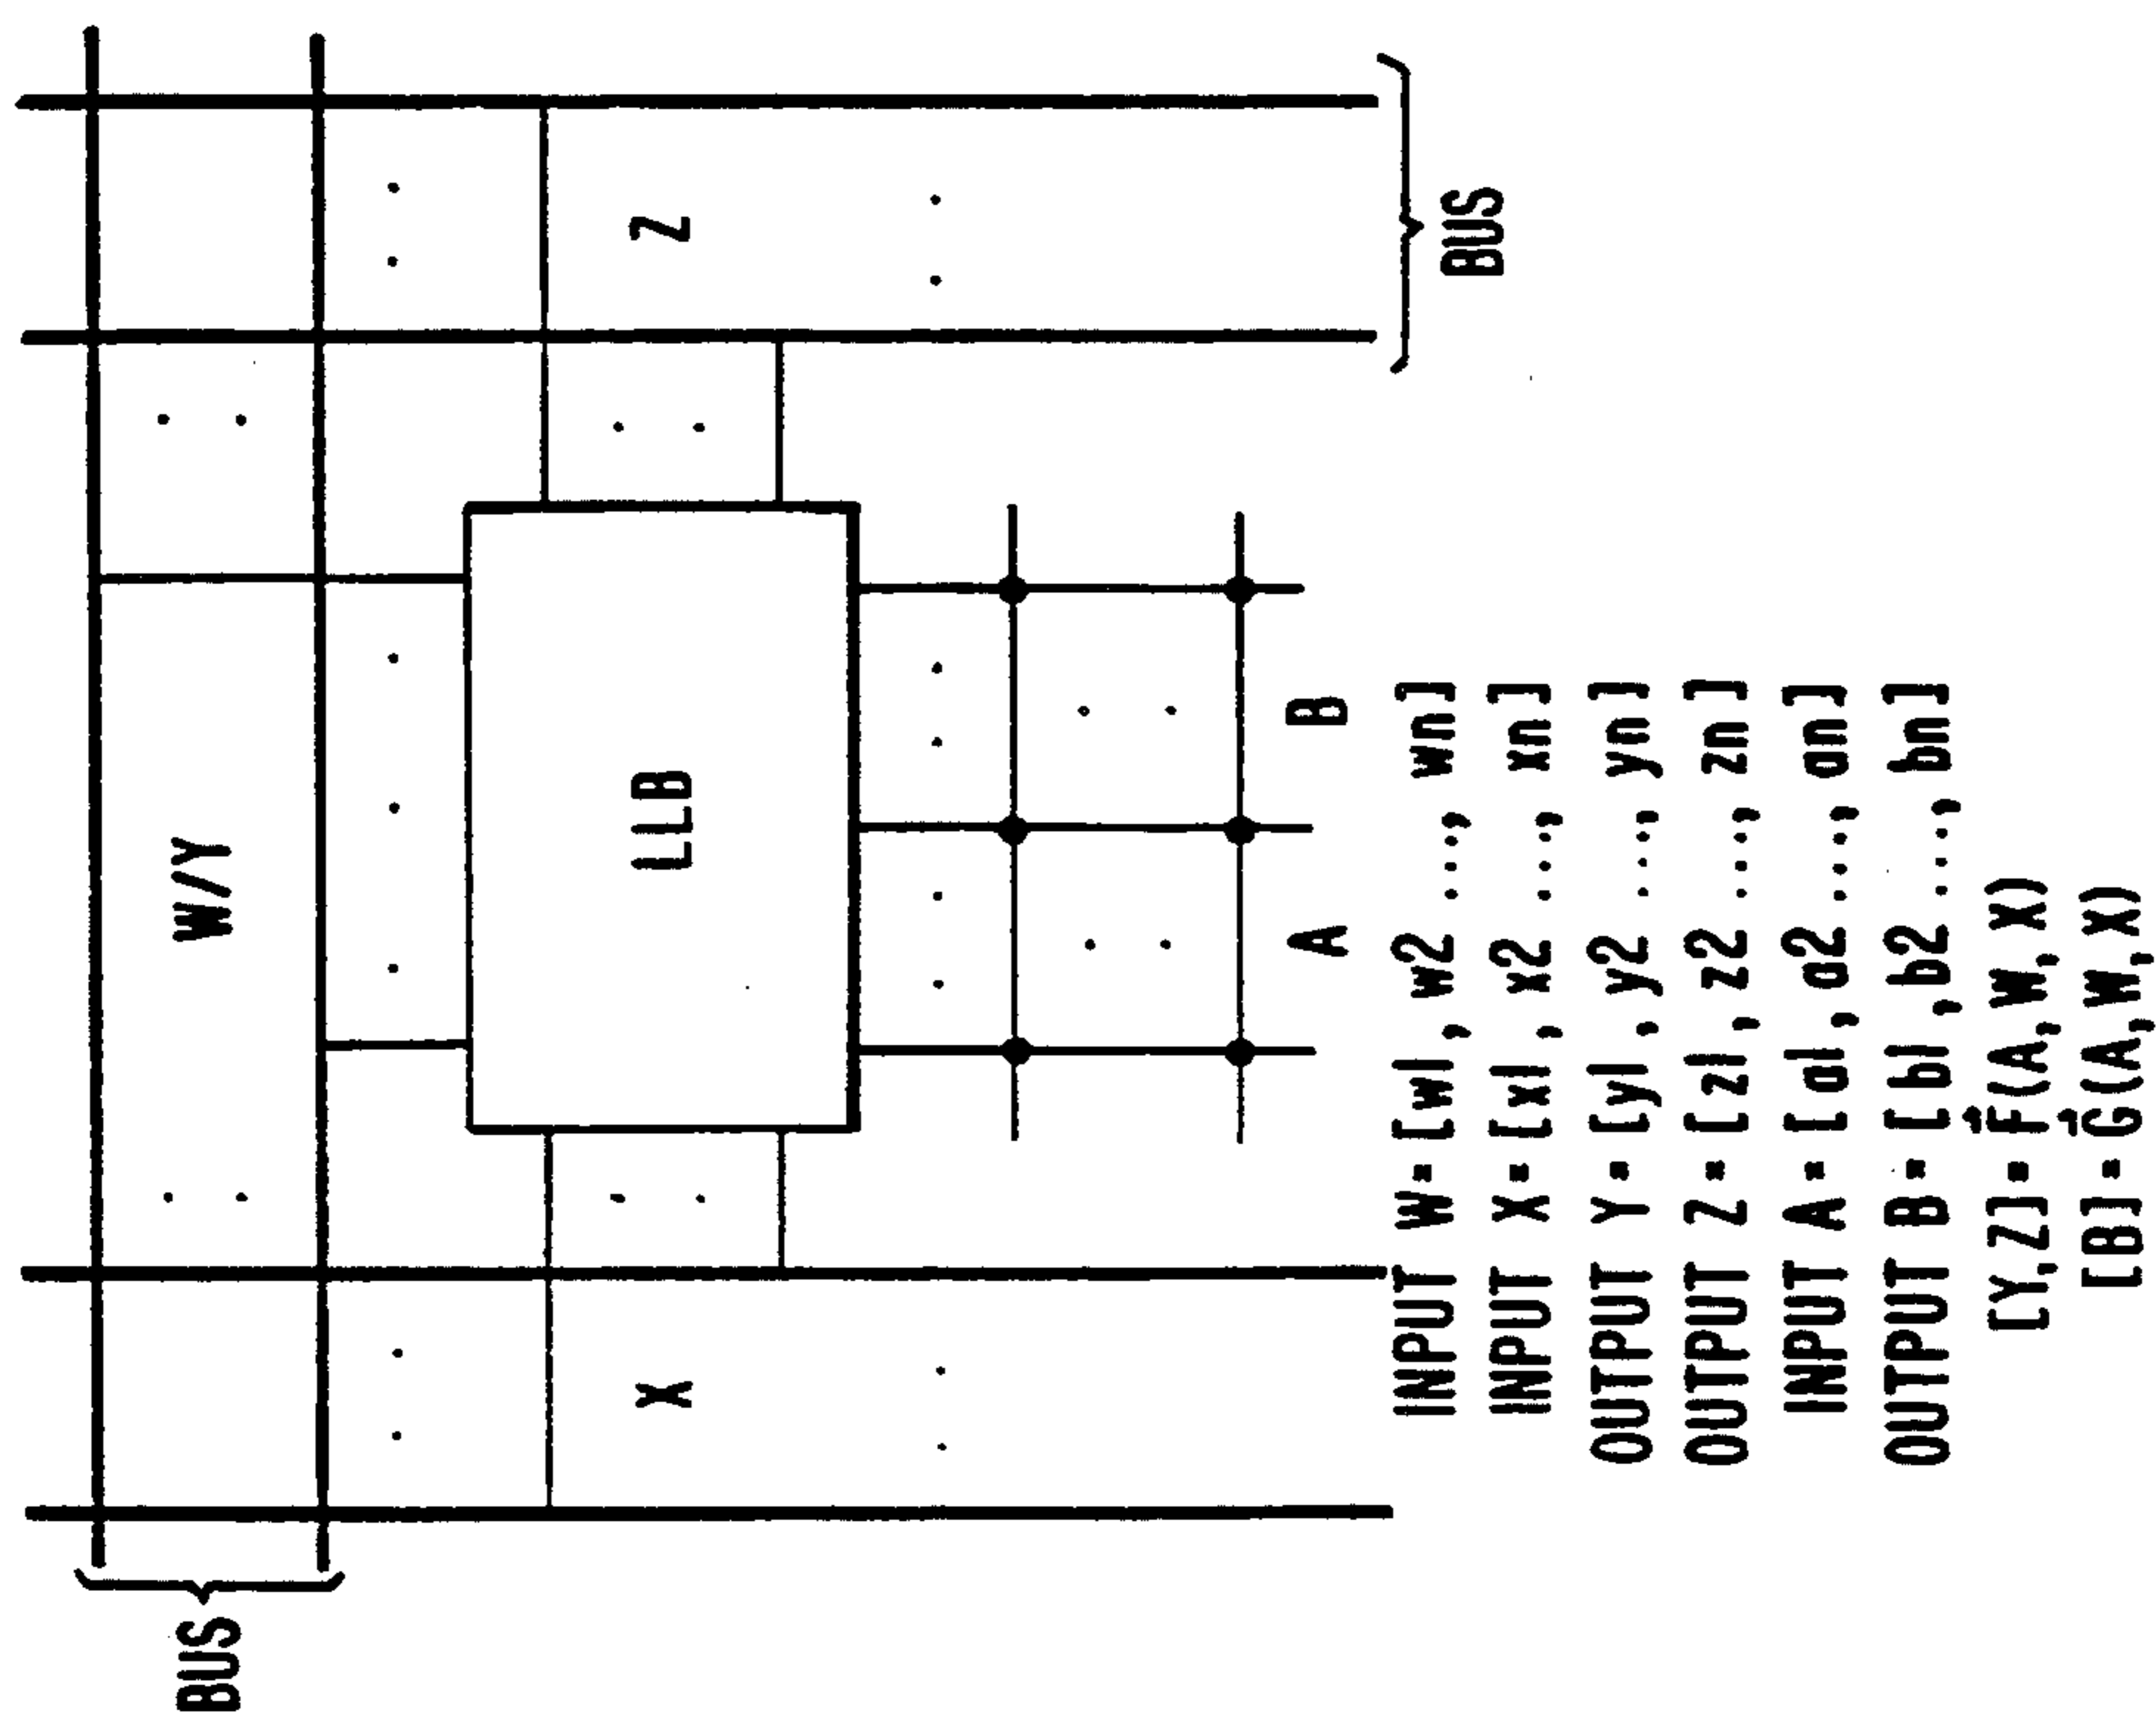 BUS
W/Y
X
LLB
Z
A
B
BUS
INPUT W = [w1, w2 ...., wn]
INPUT X = [x1, x2 ...., xn]
OUTPUT Y = [y1, y2 ...., yn]
OUTPUT Z = [z1, z2 ...., zn]
INPUT A = [a1, a2 ...., an]
OUTPUT B = [b1, b2 ...., bn]
[Y,Z] = F⃗(A,W,X)
[B] = G⃗(A,W,X)